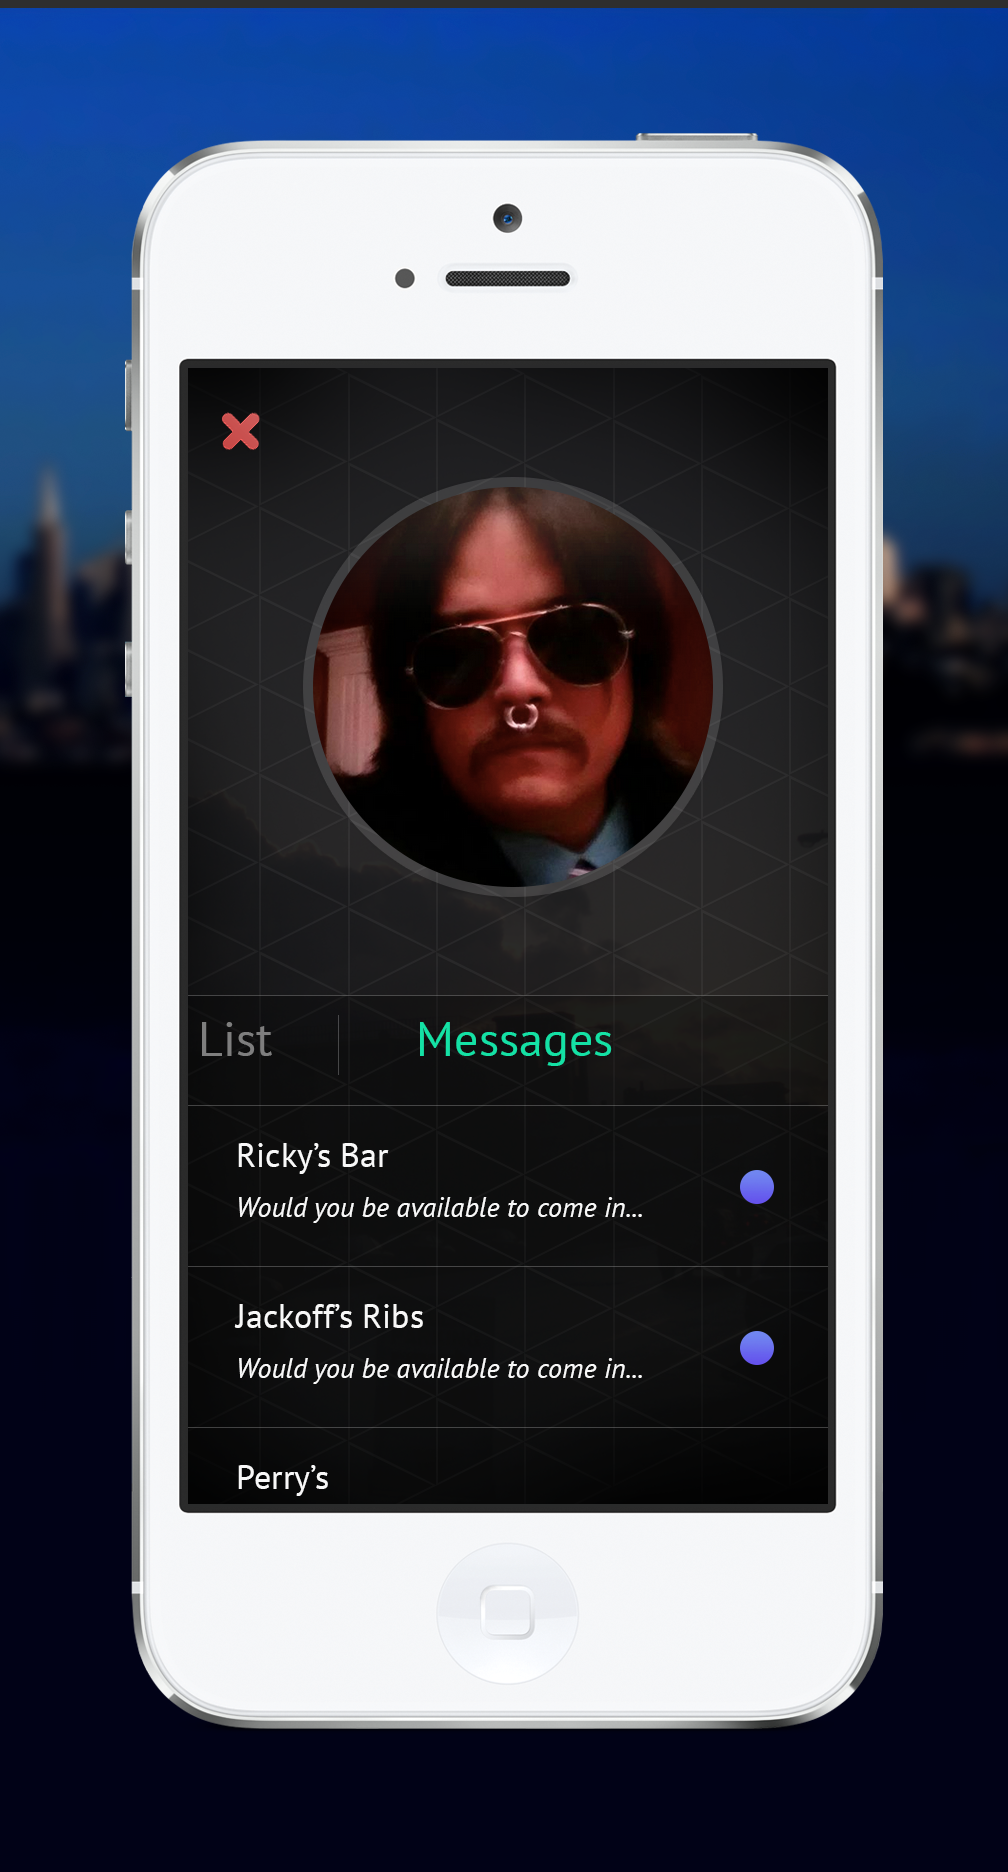 List
Messages
Ricky’s Bar
Would you be available to come in...
Jackoff’s Ribs
Would you be available to come in...
Perry’s